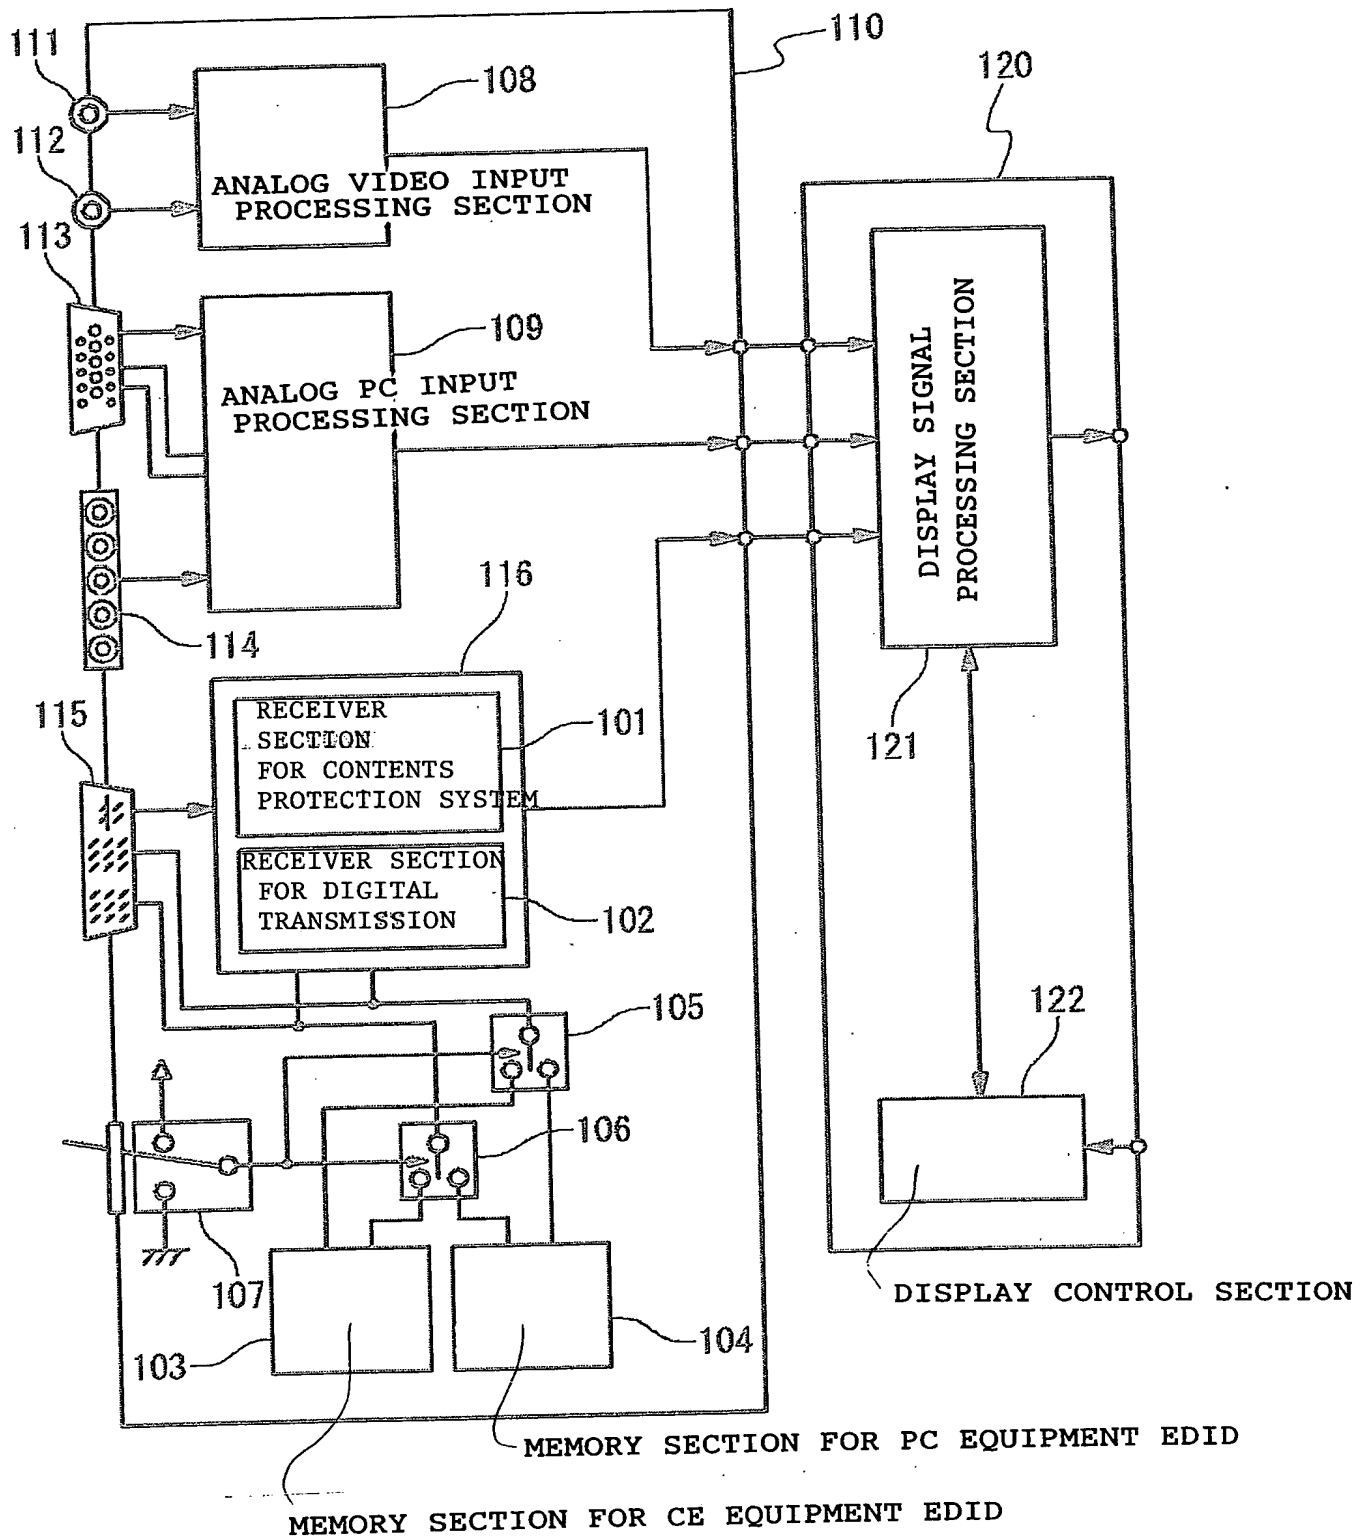 111
110
108
120
112
ANALOG VIDEO INPUT
PROCESSING SECTION
113
109
ANALOG PC INPUT
PROCESSING SECTION
DISPLAY SIGNAL
PROCESSING SECTION
116
114
115
RECEIVER
SECTION
FOR CONTENTS
PROTECTION SYSTEM
101
121
RECEIVER SECTION
FOR DIGITAL
TRANSMISSION
102
105
122
106
107
103
104
DISPLAY CONTROL SECTION
MEMORY SECTION FOR PC EQUIPMENT EDID
MEMORY SECTION FOR CE EQUIPMENT EDID